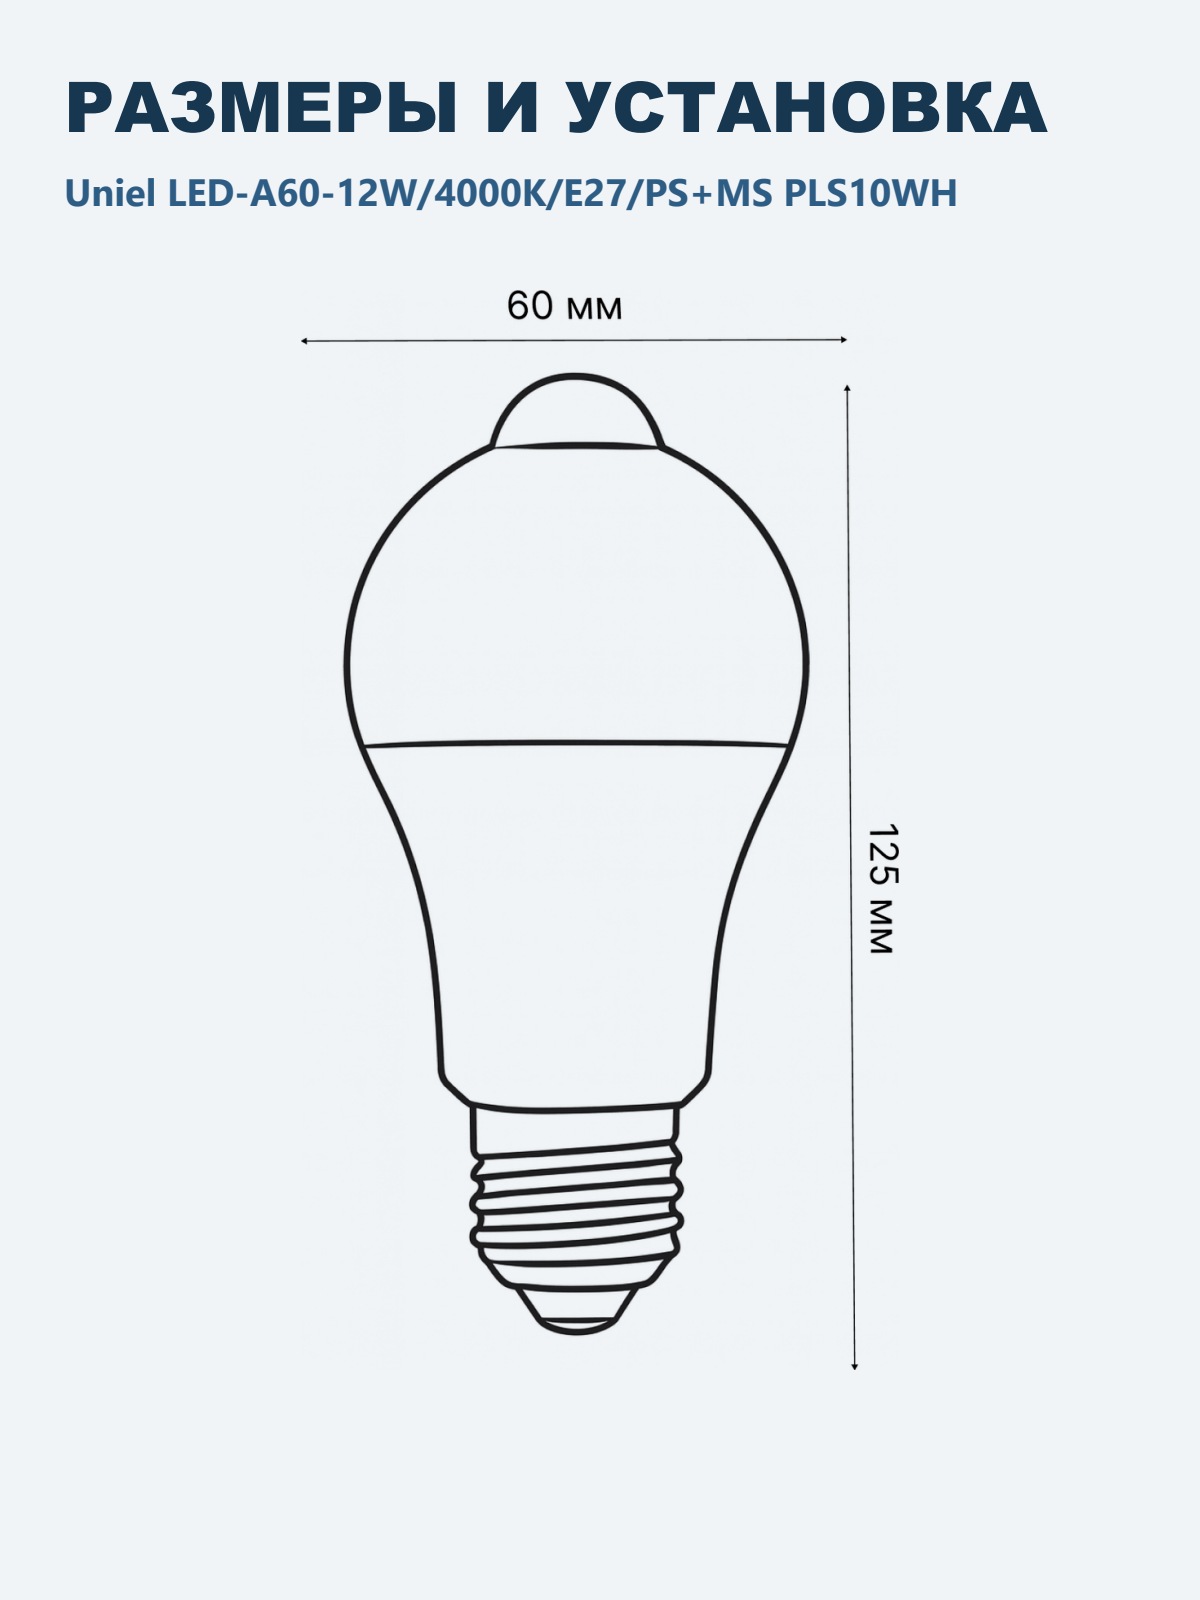 РАЗМЕРЫ И УСТАНОВКА
Uniel LED-A60-12W/4000K/E27/PS+MS PLS10WH
60 мм
125 мм